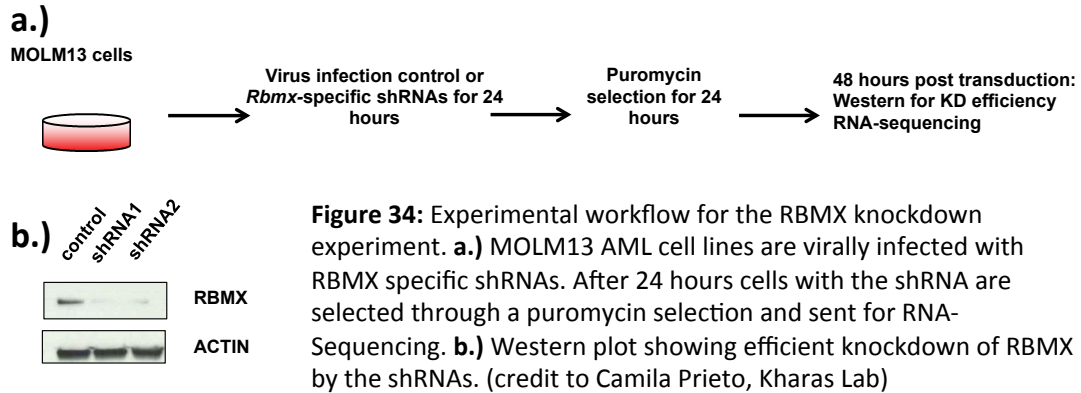 a.)
MOLM13 cells
Virus infection control or
Rbmx-specific shRNAs for 24
hours
Puromycin
selection for 24
hours
48 hours post transduction:
Western for KD efficiency
RNA-sequencing
b.)
control
shRNA1
shRNA2
RBMX
ACTIN
Figure 34: Experimental workflow for the RBMX knockdown
experiment. a.) MOLM13 AML cell lines are virally infected with
RBMX specific shRNAs. After 24 hours cells with the shRNA are
selected through a puromycin selection and sent for RNA-
Sequencing. b.) Western plot showing efficient knockdown of RBMX
by the shRNAs. (credit to Camila Prieto, Kharas Lab)